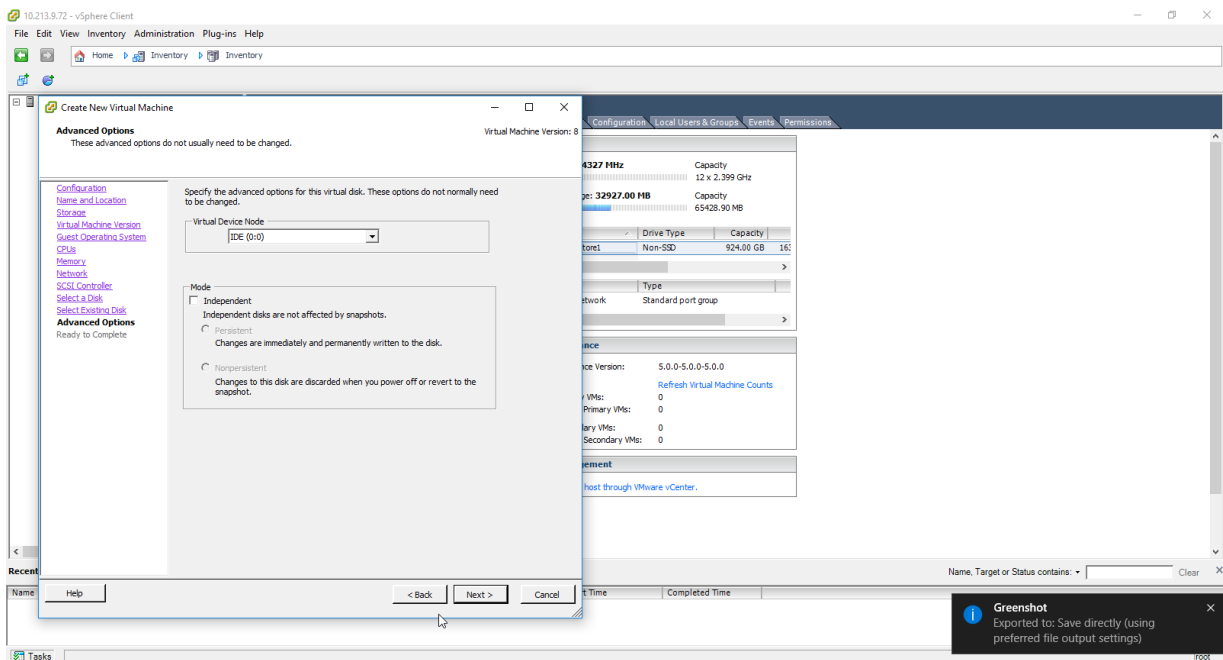 10.213.9.72 - vSphere Client
File Edit View Inventory Administration Plug-ins Help
Home Inventory Inventory
Create New Virtual Machine
Advanced Options
These advanced options do not usually need to be changed.
Virtual Machine Version: 8
Configuration
Name and Location
Storage
Virtual Machine Version
Guest Operating System
CPUs
Memory
Network
SCSI Controller
Select a Disk
Select Existing Disk
Advanced Options
Ready to Complete
Specify the advanced options for this virtual disk. These options do not normally need
to be changed.
Virtual Device Node
IDE (0:0)
Mode
Independent
Independent disks are not affected by snapshots.
Persistent
Changes are immediately and permanently written to the disk.
Nonpersistent
Changes to this disk are discarded when you power off or revert to the
snapshot.
Help
< Back Next > Cancel
Configuration Local Users & Groups Events Permissions
4327 MHz Capacity
12 x 2.399 GHz
ge: 32927.00 MB Capacity
65428.90 MB
Drive Type Capacity
tore1 Non-SSD 924.00 GB 163
Type
etwork Standard port group
ance
nce Version: 5.0.0-5.0.0-5.0.0
Refresh Virtual Machine Counts
y VMs: 0
Primary VMs: 0
dary VMs: 0
Secondary VMs: 0
gement
host through VMware vCenter.
Recent
Name, Target or Status contains: Clear
Name
t Time Completed Time
Greenshot
Exported to: Save directly (using
preferred file output settings)
Tasks
root